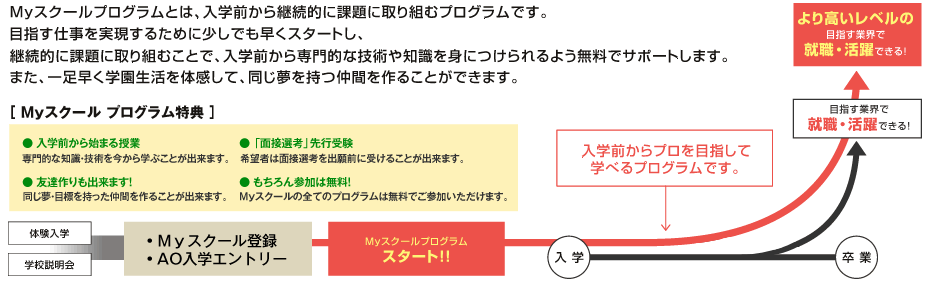 Myスクールプログラムとは、入学前から継続的に課題に取り組むプログラムです。
目指す仕事を実現するために少しでも早くスタートし、
継続的に課題に取り組むことで、入学前から専門的な技術や知識を身につけられるよう無料でサポートします。
また、一足早く学園生活を体感して、同じ夢を持つ仲間を作ることができます。
[ Myスクール プログラム特典 ]
● 入学前から始まる授業
専門的な知識・技術を今から学ぶことが出来ます。
● 「面接選考」先行受験
希望者は面接選考を出願前に受けることが出来ます。
● 友達作りも出来ます!
同じ夢・目標を持った仲間を作ることが出来ます。
● もちろん参加は無料!
Myスクールの全てのプログラムは無料でご参加いただけます。
より高いレベルの
目指す業界で
就職・活躍できる!
目指す業界で
就職・活躍できる!
入学前からプロを目指して
学べるプログラムです。
体験入学
学校説明会
・Myスクール登録
・AO入学エントリー
Myスクールプログラム
スタート!!
入学
卒業